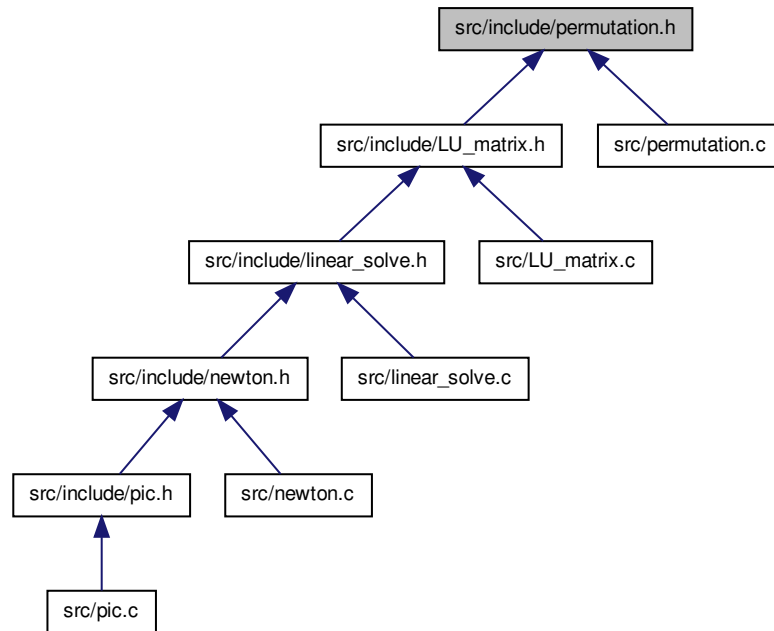 src/include/permutation.h
src/include/LU_matrix.h
src/permutation.c
src/include/linear_solve.h
src/LU_matrix.c
src/include/newton.h
src/linear_solve.c
src/include/pic.h
src/newton.c
src/pic.c